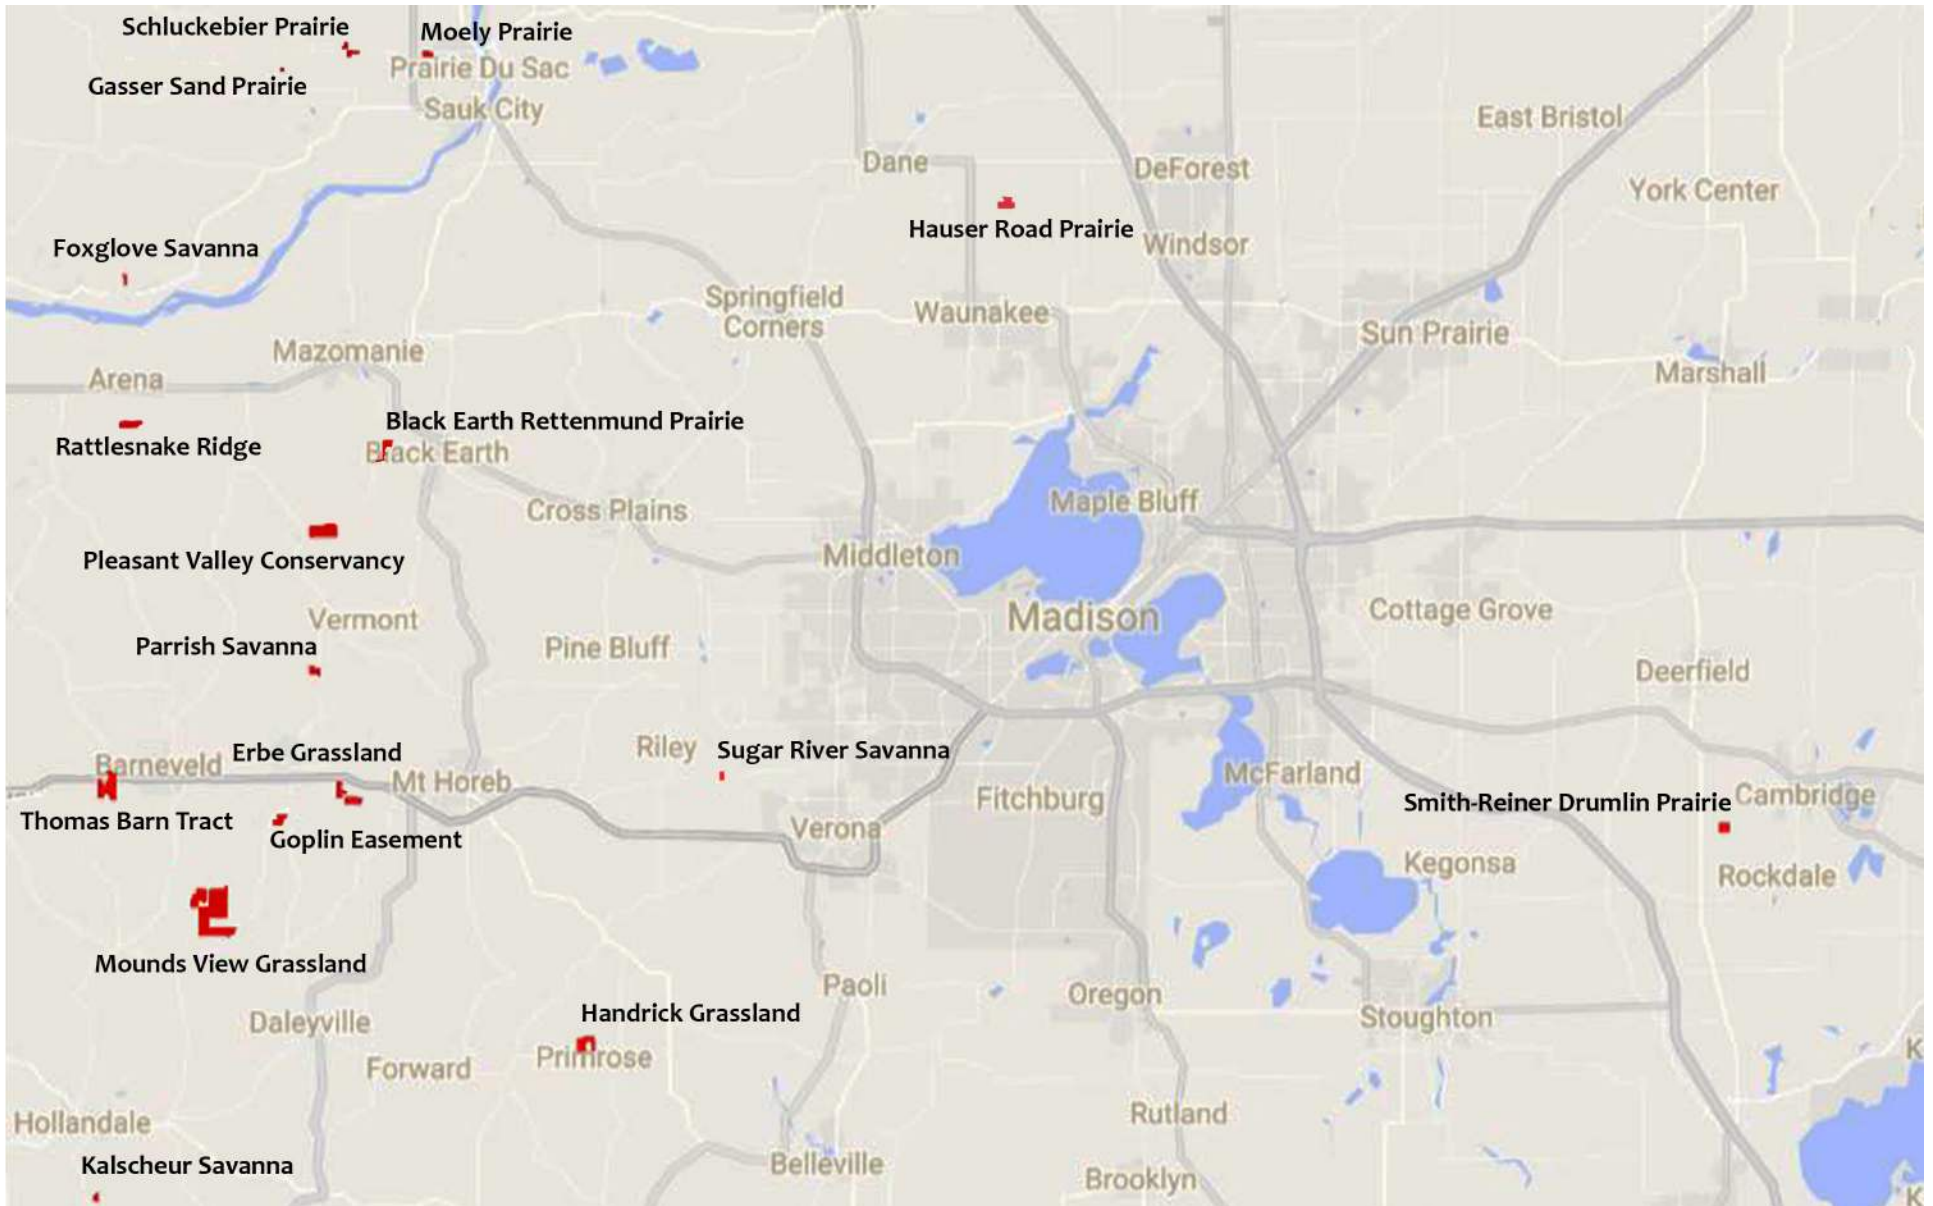 Schluckebier Prairie
Moely Prairie
Prairie Du Sac
Gasser Sand Prairie
Sauk City
East Bristol
Dane
DeForest
York Center
Hauser Road Prairie
Windsor
Foxglove Savanna
Springfield
Corners
Waunakee
Sun Prairie
Mazomanie
Arena
Marshall
Black Earth Rettenmund Prairie
Rattlesnake Ridge
Black Earth
Maple Bluff
Cross Plains
Middleton
Pleasant Valley Conservancy
Madison
Cottage Grove
Vermont
Parrish Savanna
Pine Bluff
Deerfield
Riley
Sugar River Savanna
Erbe Grassland
Barneveld
Mt Horeb
McFarland
Fitchburg
Smith-Reiner Drumlin Prairie
Cambridge
Thomas Barn Tract
Verona
Goplin Easement
Kegonsa
Rockdale
Mounds View Grassland
Paoli
Oregon
Handrick Grassland
Stoughton
Daleyville
Primrose
Forward
Hollandale
Rutland
Kalscheur Savanna
Belleville
Brooklyn